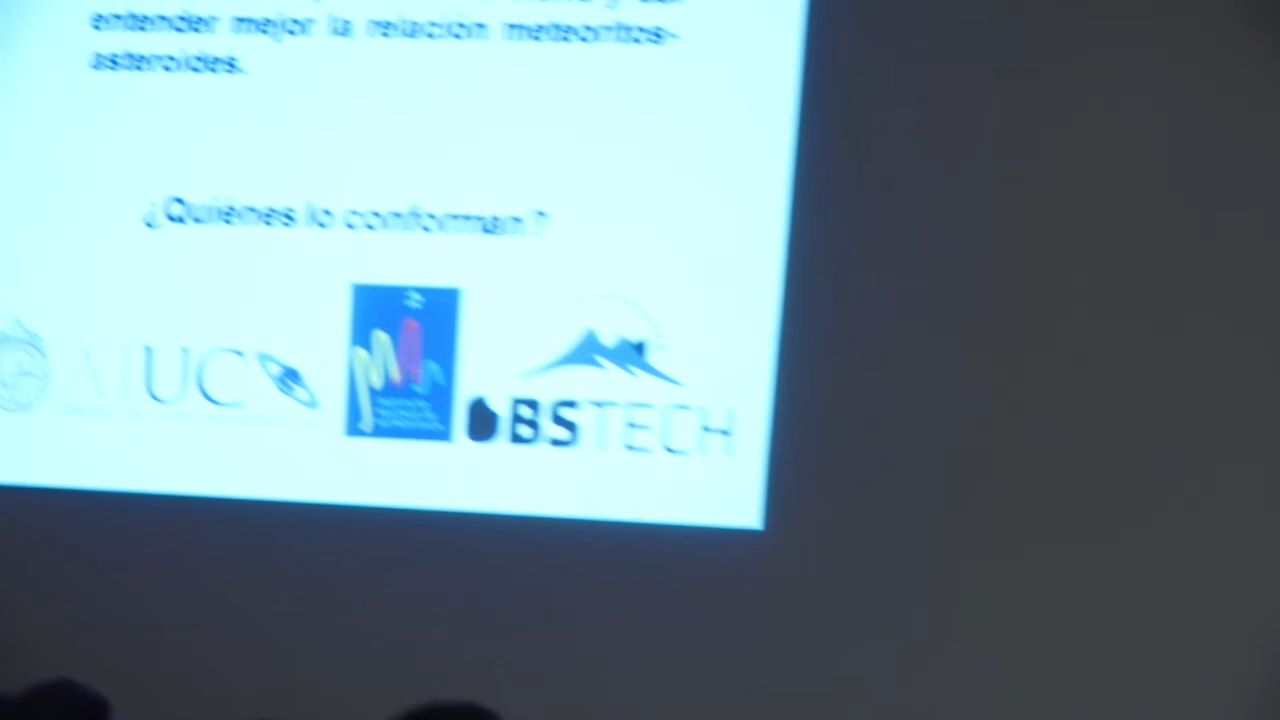 entender mejor la relación meteoritos-
asteroides.
¿Quiénes lo conforman?
AIUC
OBSTECH